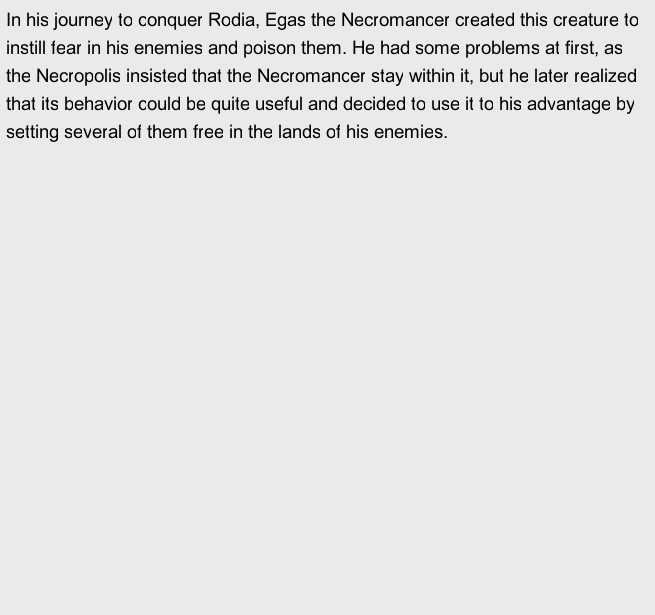 In his journey to conquer Rodia, Egas the Necromancer created this creature to
instill fear in his enemies and poison them. He had some problems at first, as
the Necropolis insisted that the Necromancer stay within it, but he later realized
that its behavior could be quite useful and decided to use it to his advantage by
setting several of them free in the lands of his enemies.